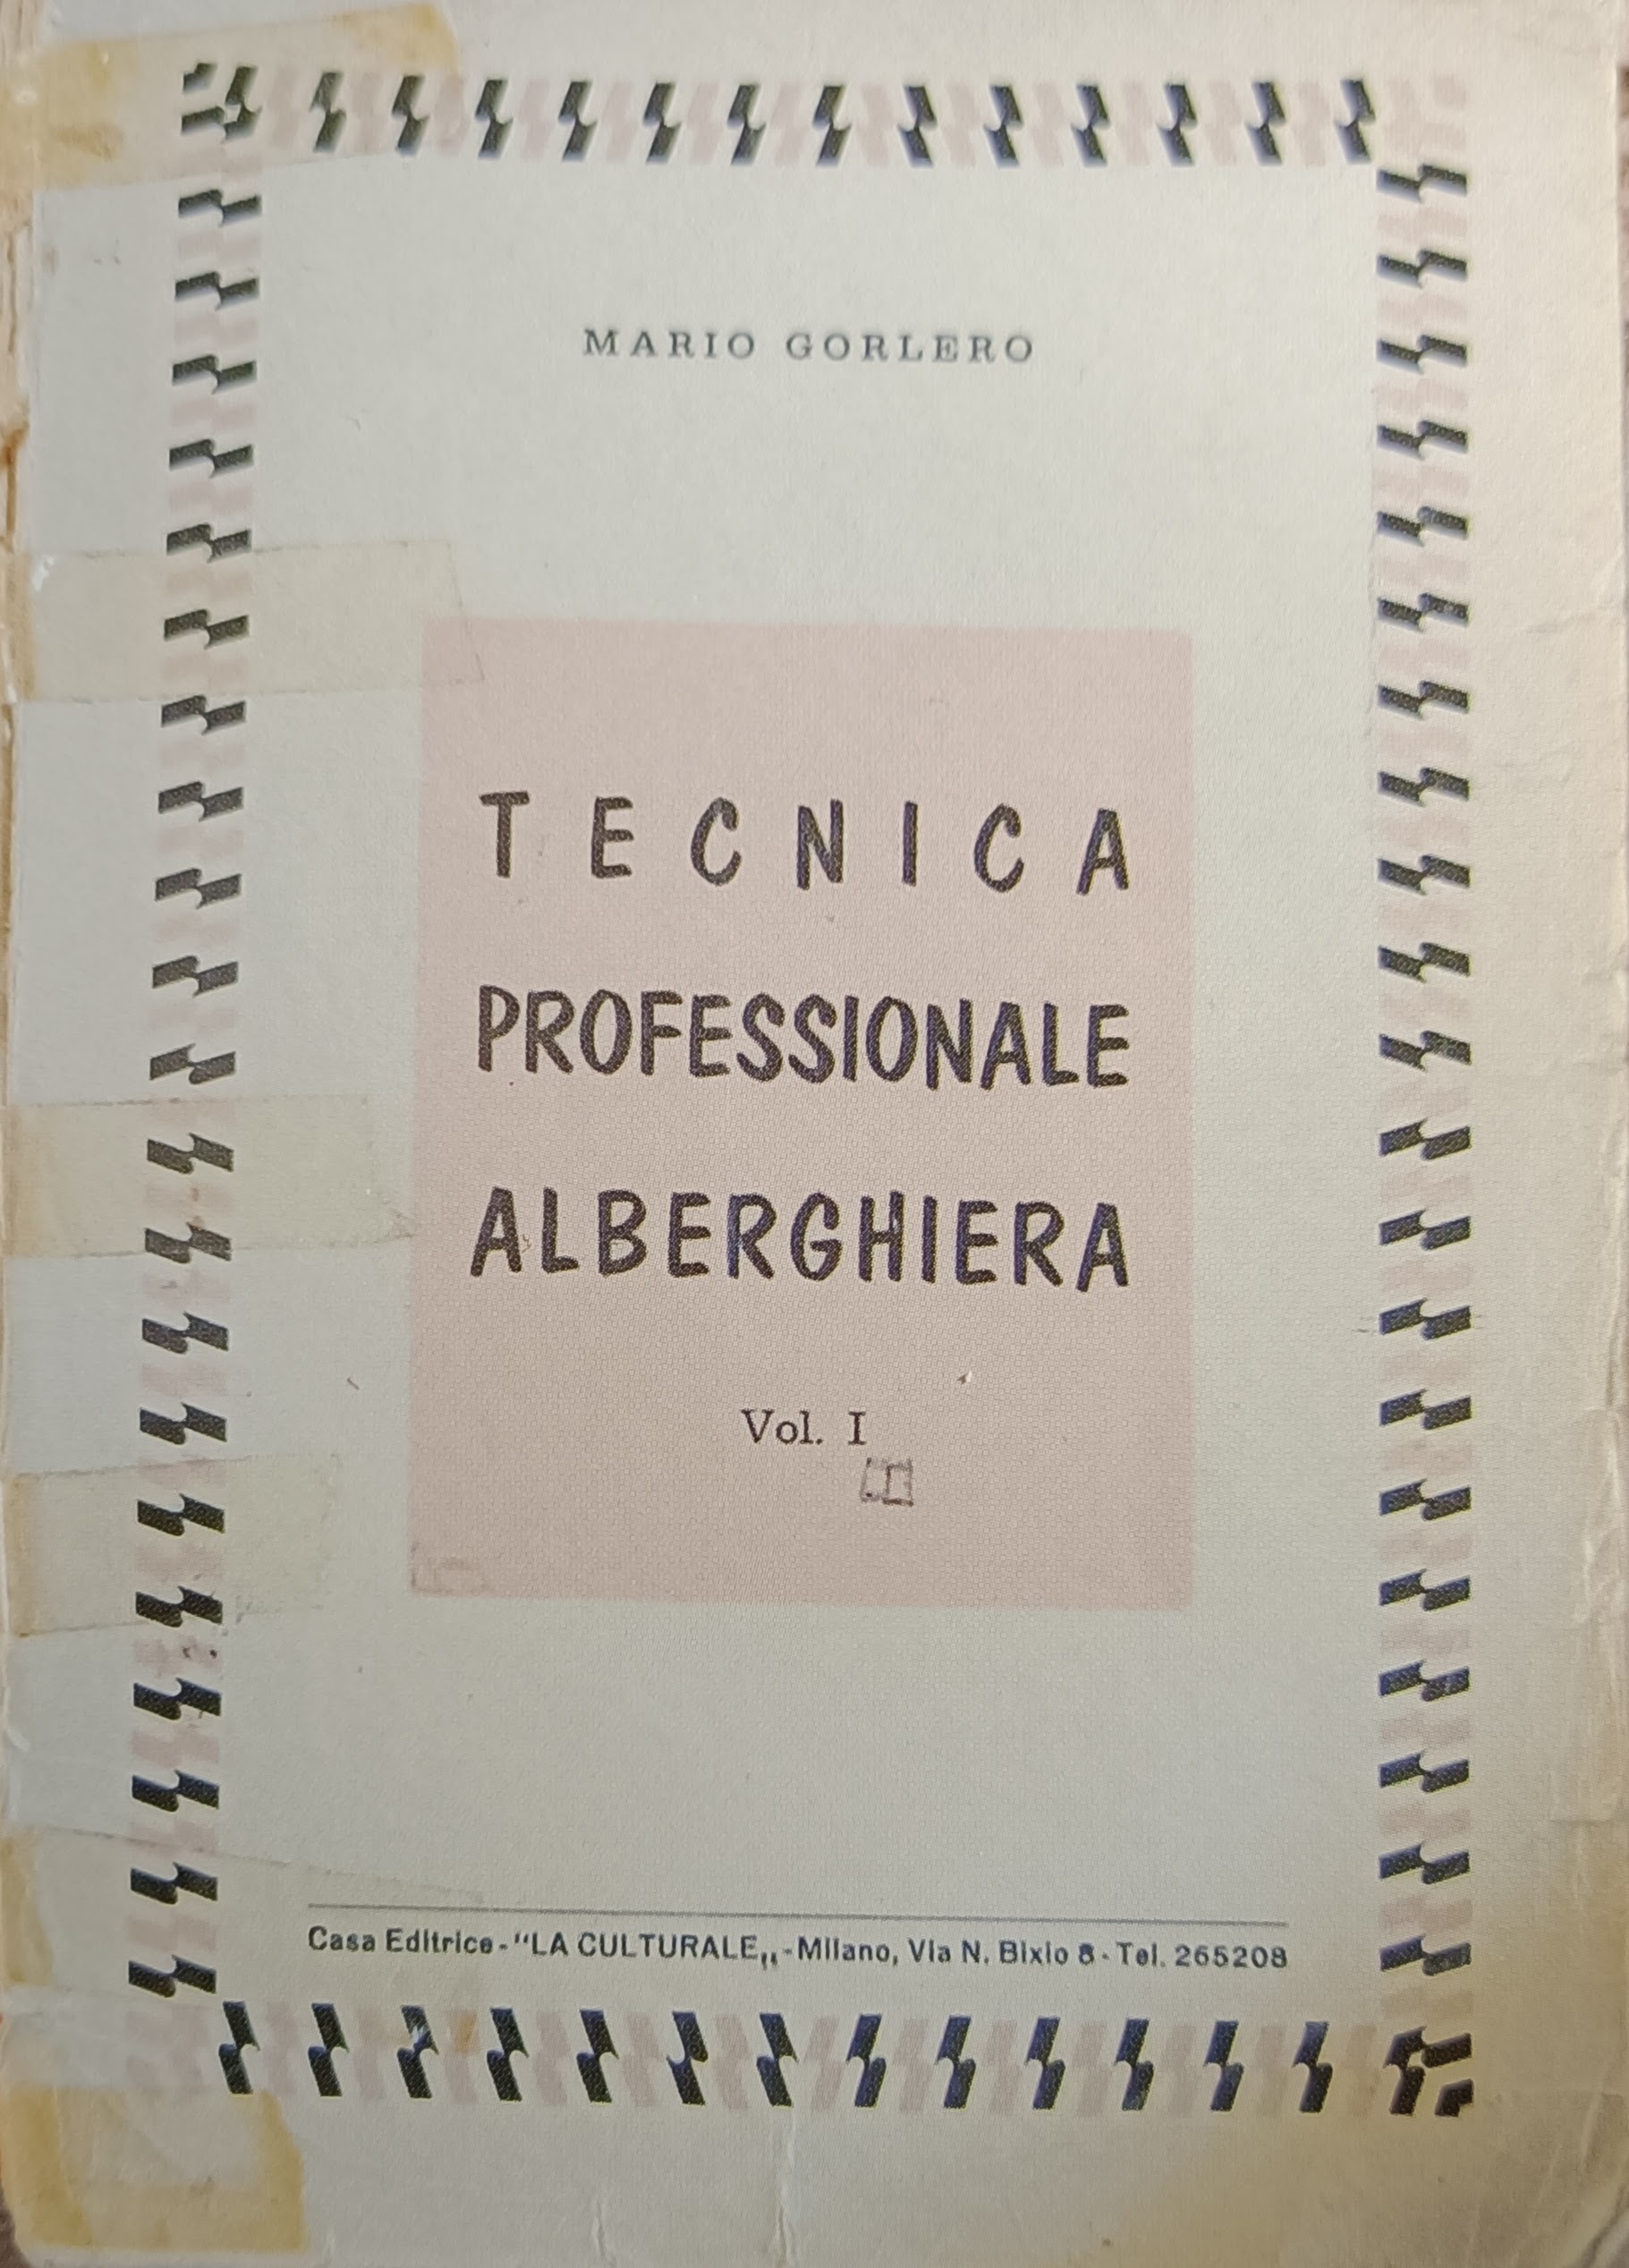 MARIO GORLERO
TECNICA
PROFESSIONALE
ALBERGHIERA
Vol. I
Casa Editrice - "LA CULTURALE„ - Milano, Via N. Bixio 8 - Tel. 265208